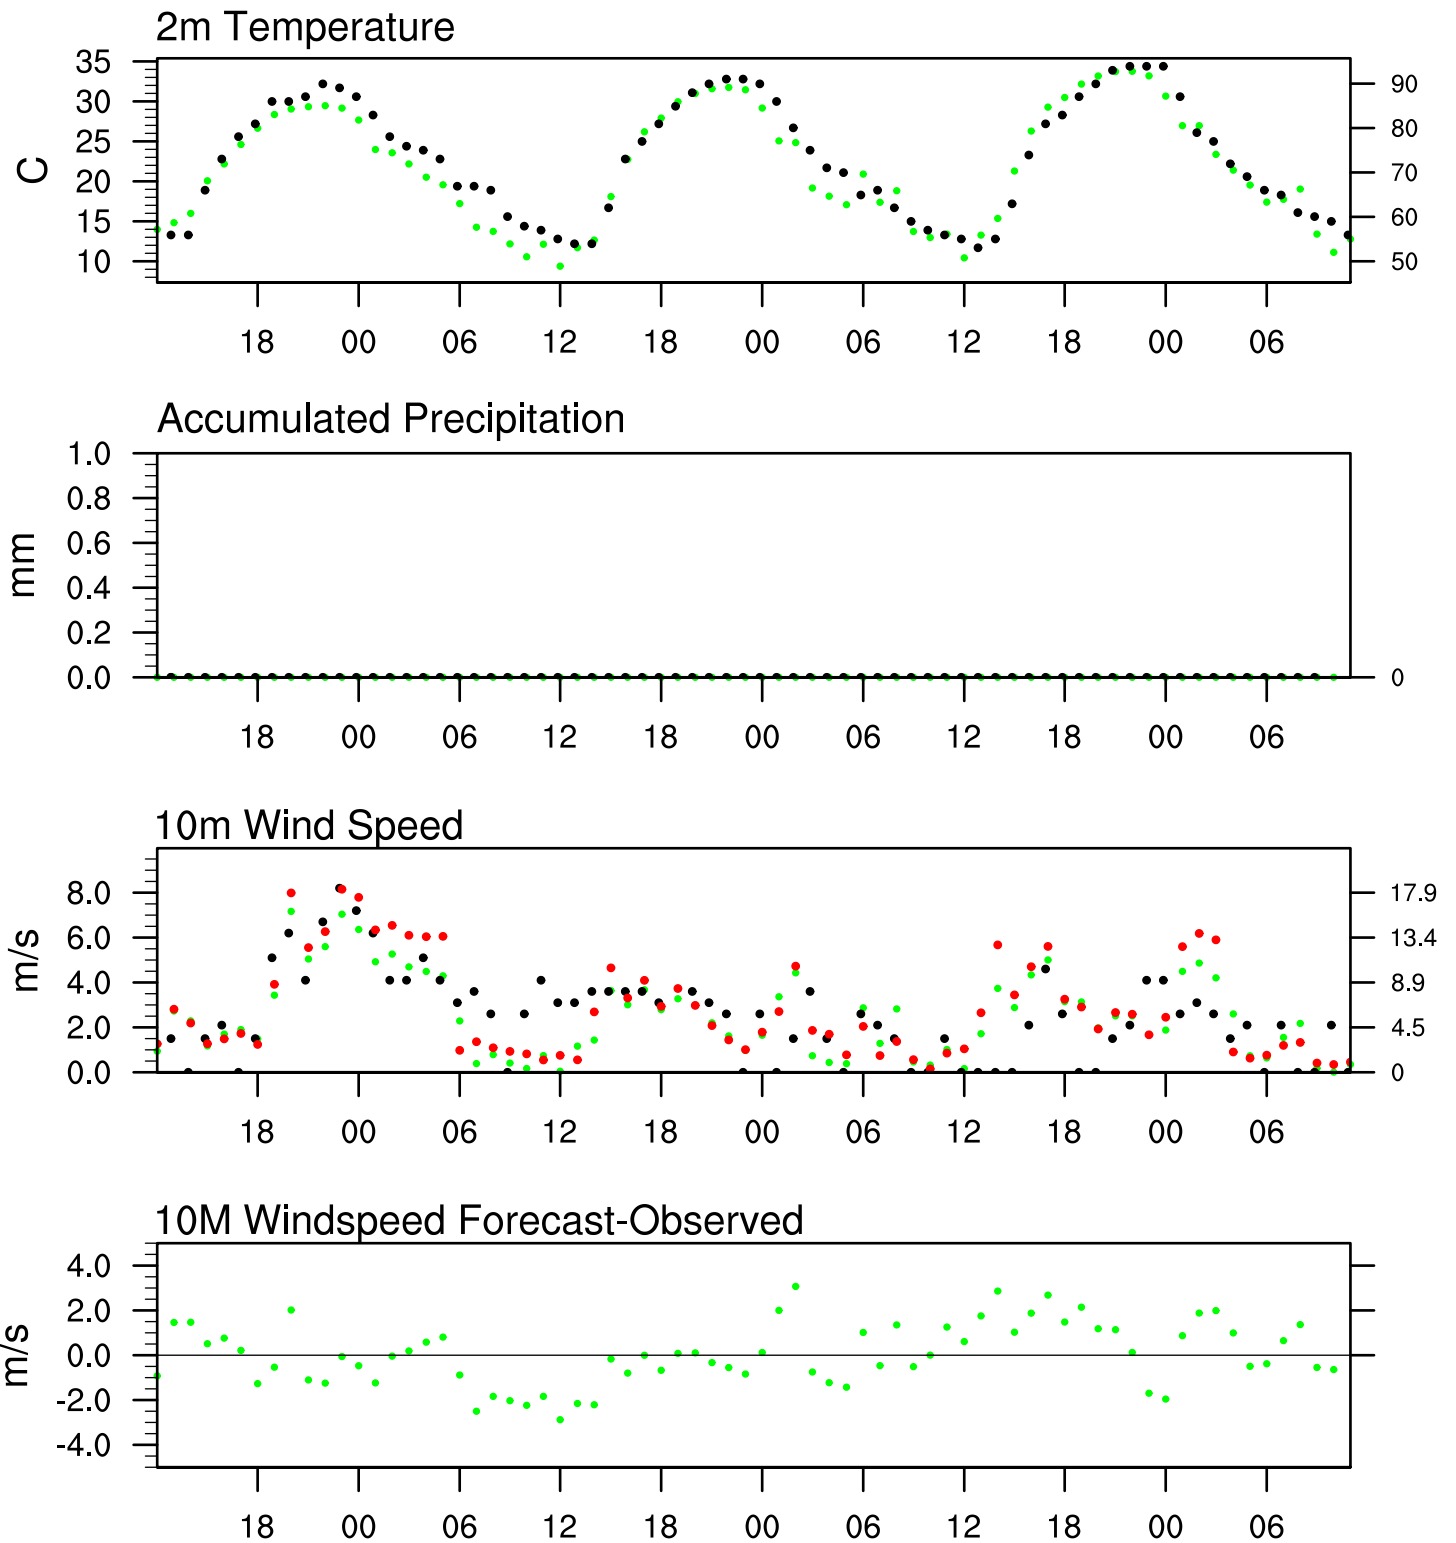 2m Temperature
35
30
25
20
15
10
C
90
80
70
60
50
18 00 06 12 18 00 06 12 18 00 06
Accumulated Precipitation
1.0
0.8
0.6
0.4
0.2
0.0
mm
0
18 00 06 12 18 00 06 12 18 00 06
10m Wind Speed
8.0
6.0
4.0
2.0
0.0
m/s
17.9
13.4
8.9
4.5
0
18 00 06 12 18 00 06 12 18 00 06
10M Windspeed Forecast-Observed
4.0
2.0
0.0
-2.0
-4.0
m/s
18 00 06 12 18 00 06 12 18 00 06